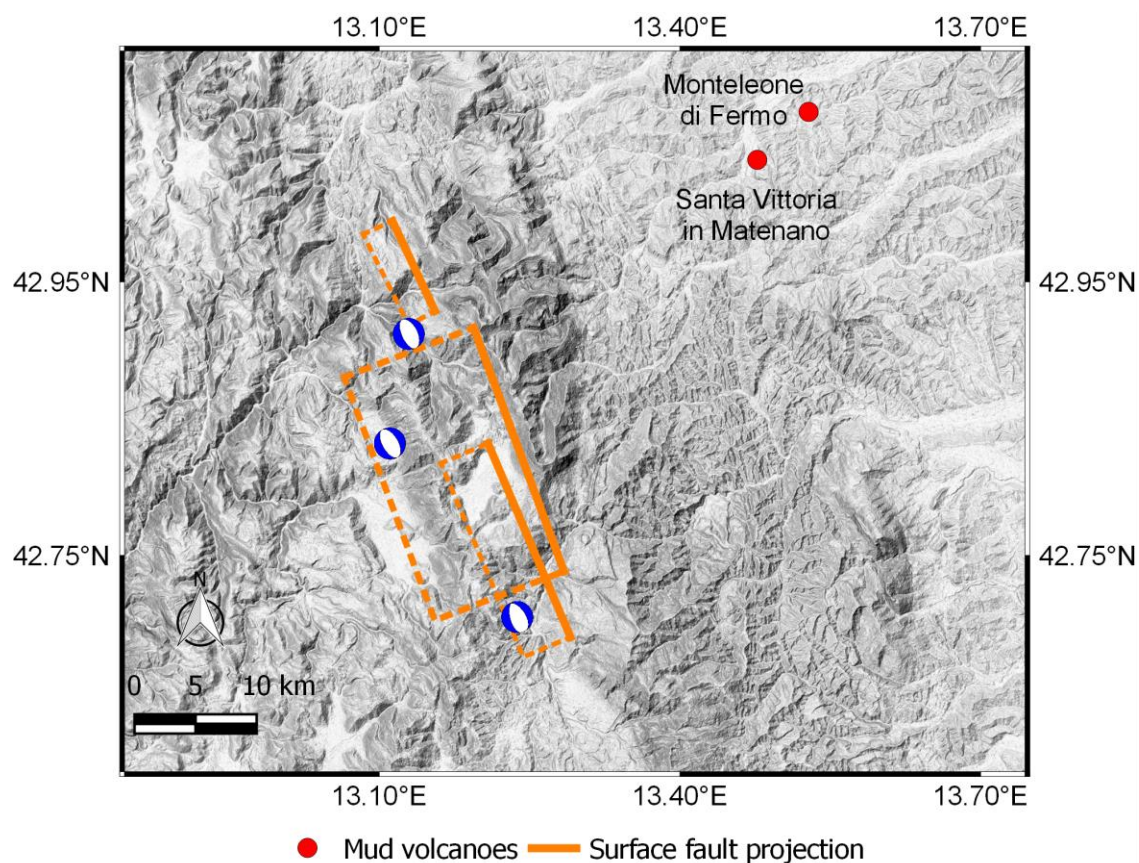 13.10°E 13.40°E 13.70°E
Monteleone
di Fermo
Santa Vittoria
in Matenano
42.95°N 42.95°N
42.75°N 42.75°N
N
0 5 10 km
13.10°E 13.40°E 13.70°E
Mud volcanoes Surface fault projection